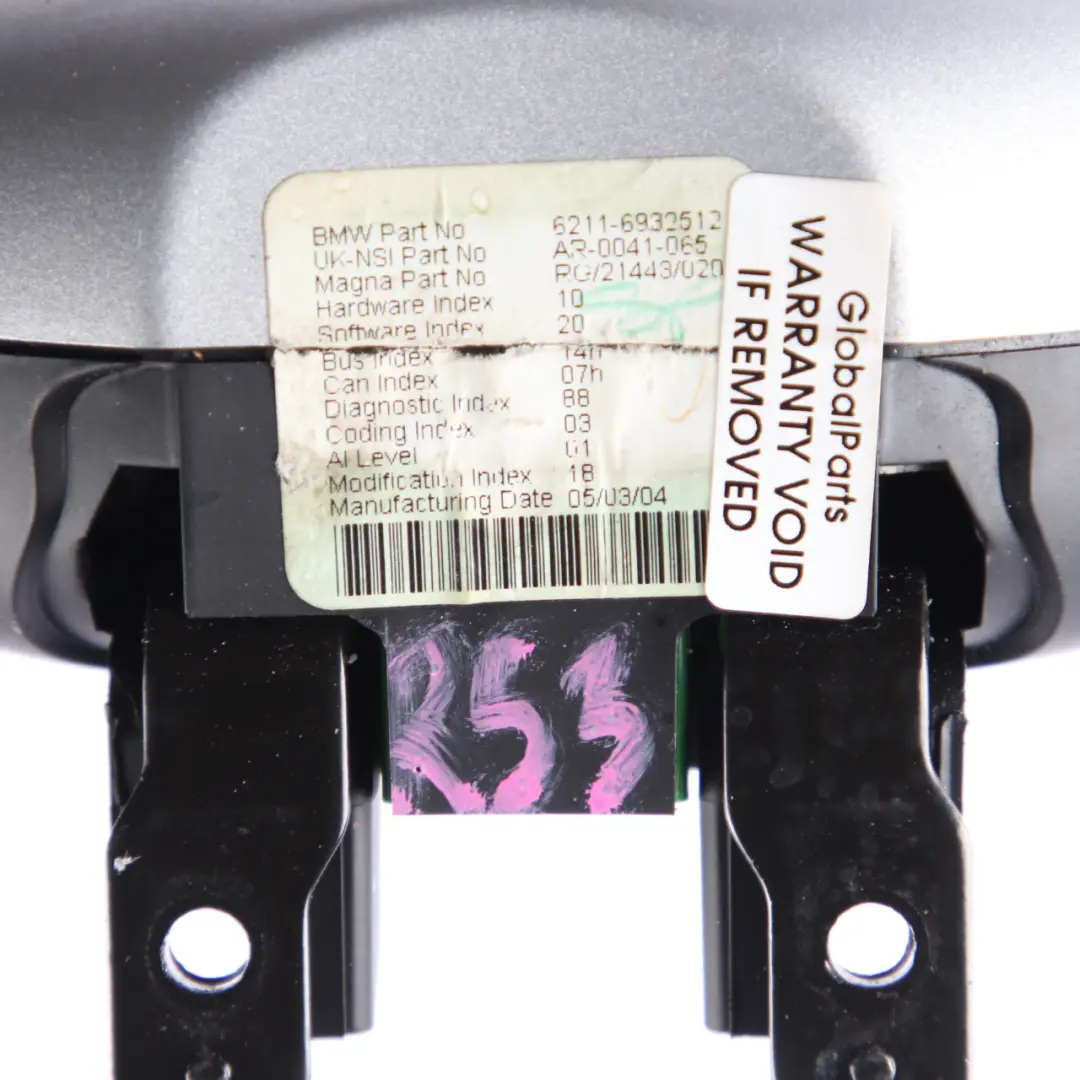 BMW Part No 6211-6932512
UK-NSI Part No AR-0041-065
Magna Part No RG/21443/020
Hardware Index 10
Software Index 20
Bus Index 14h
Can Index 07h
Diagnostic Index 88
Coding Index 03
AI Level 01
Modification Index 18
Manufacturing Date 05/03/04
GlobalParts
WARRANTY VOID
IF REMOVED
R53